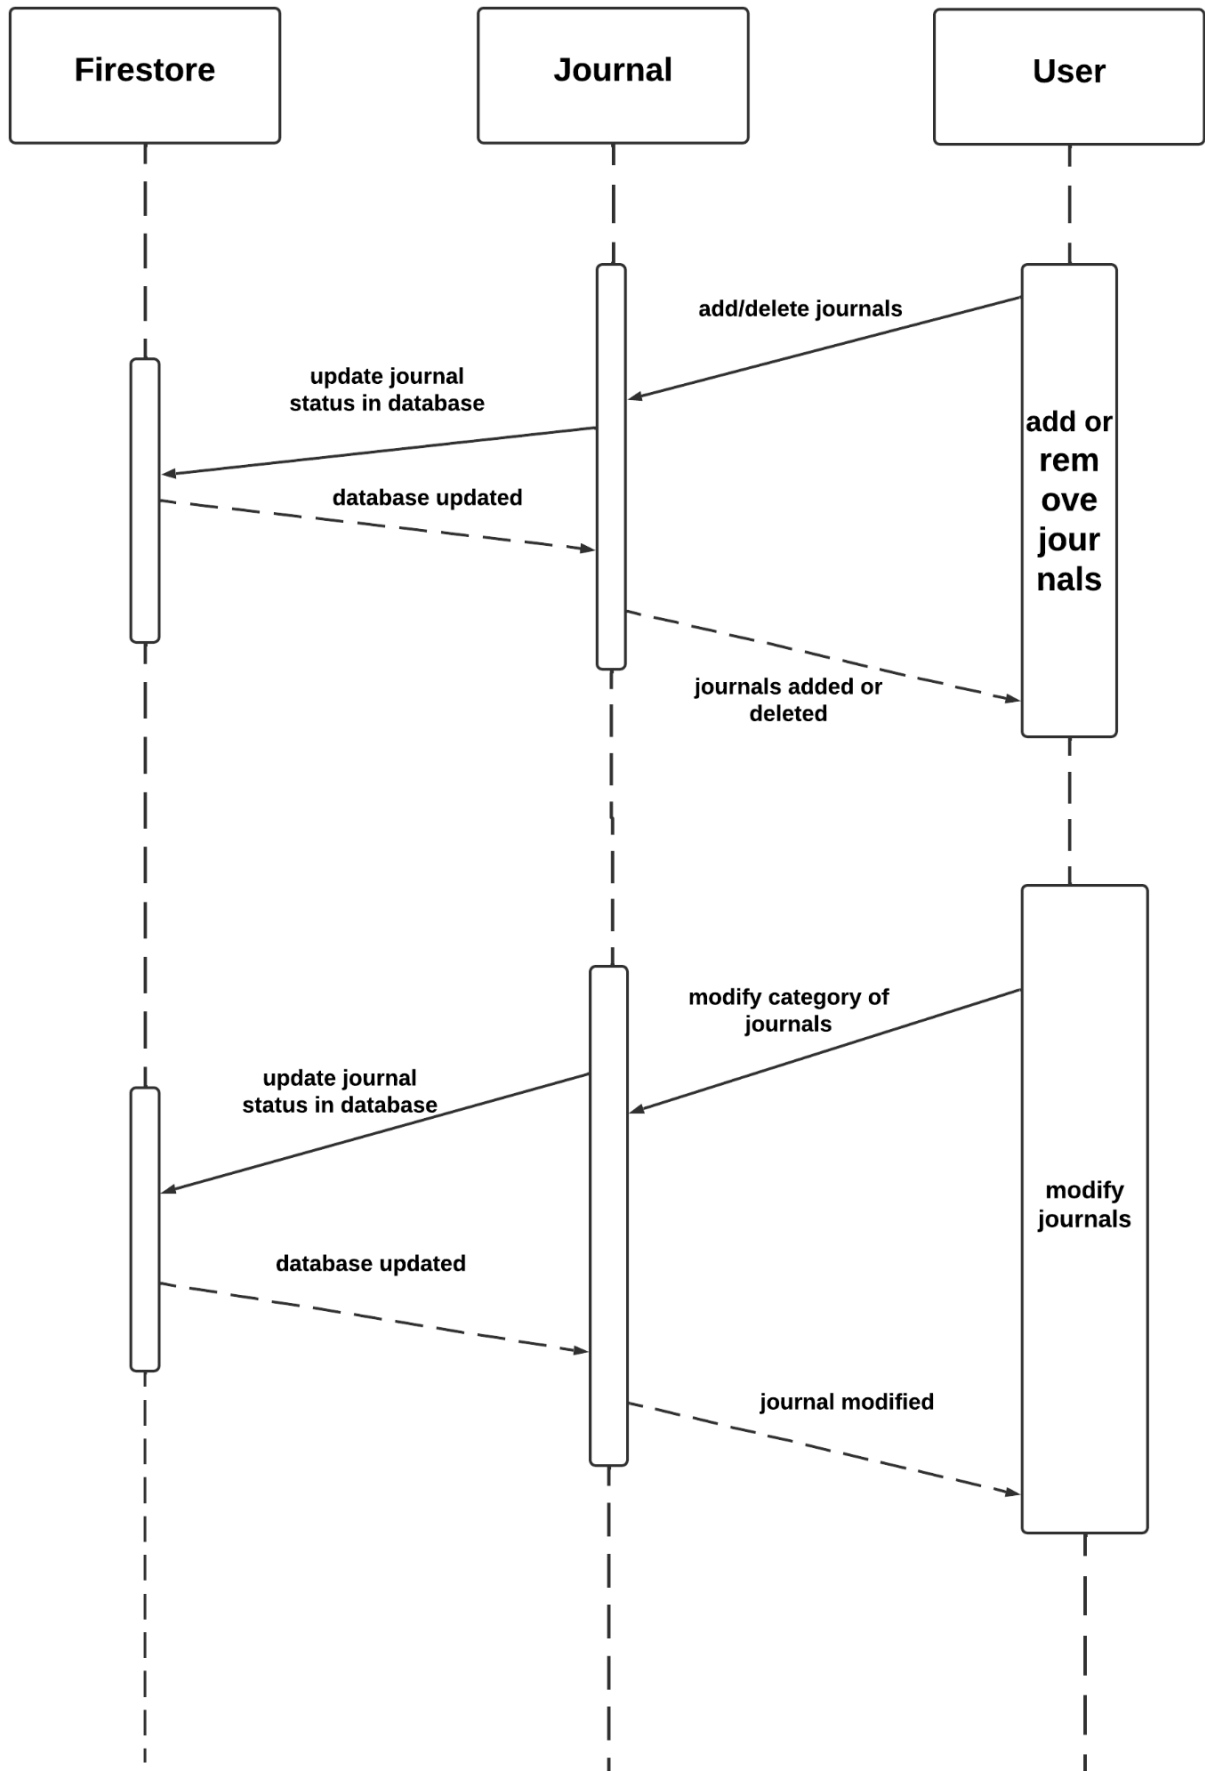 Firestore
Journal
User
add/delete journals
update journal
status in database
database updated
add or
rem
ove
jour
nals
journals added or
deleted
modify category of
journals
update journal
status in database
modify
journals
database updated
journal modified